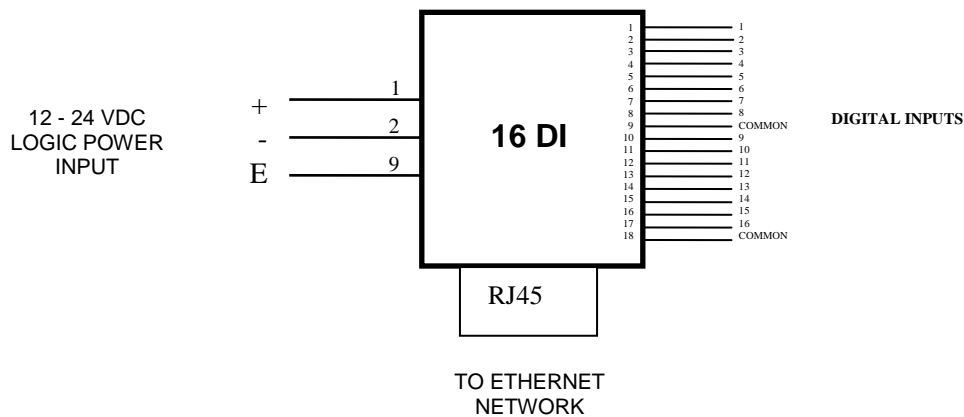 12 - 24 VDC
LOGIC POWER
INPUT
+ 1
- 2
E 9
16 DI
1 1
2 2
3 3
4 4
5 5
6 6
7 7
8 8
9 COMMON
10 9
11 10
12 11
13 12
14 13
15 14
16 15
17 16
18 COMMON
DIGITAL INPUTS
RJ45
TO ETHERNET
NETWORK